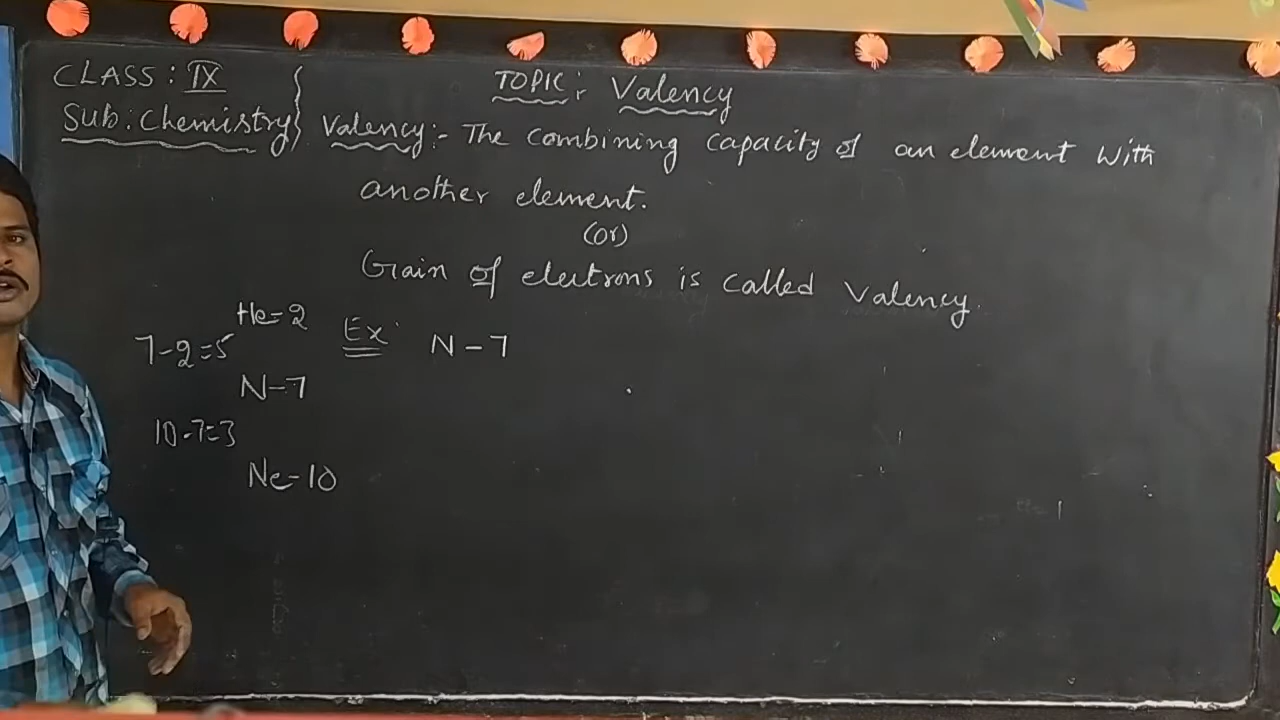 CLASS: IX
Sub: Chemistry
TOPIC: Valency
Valency:- The combining capacity of an element with
another element.
(or)
Gain of electrons is called Valency.
He-2
7-2=5
Ex: N-7
N-7
10-7=3
Ne-10